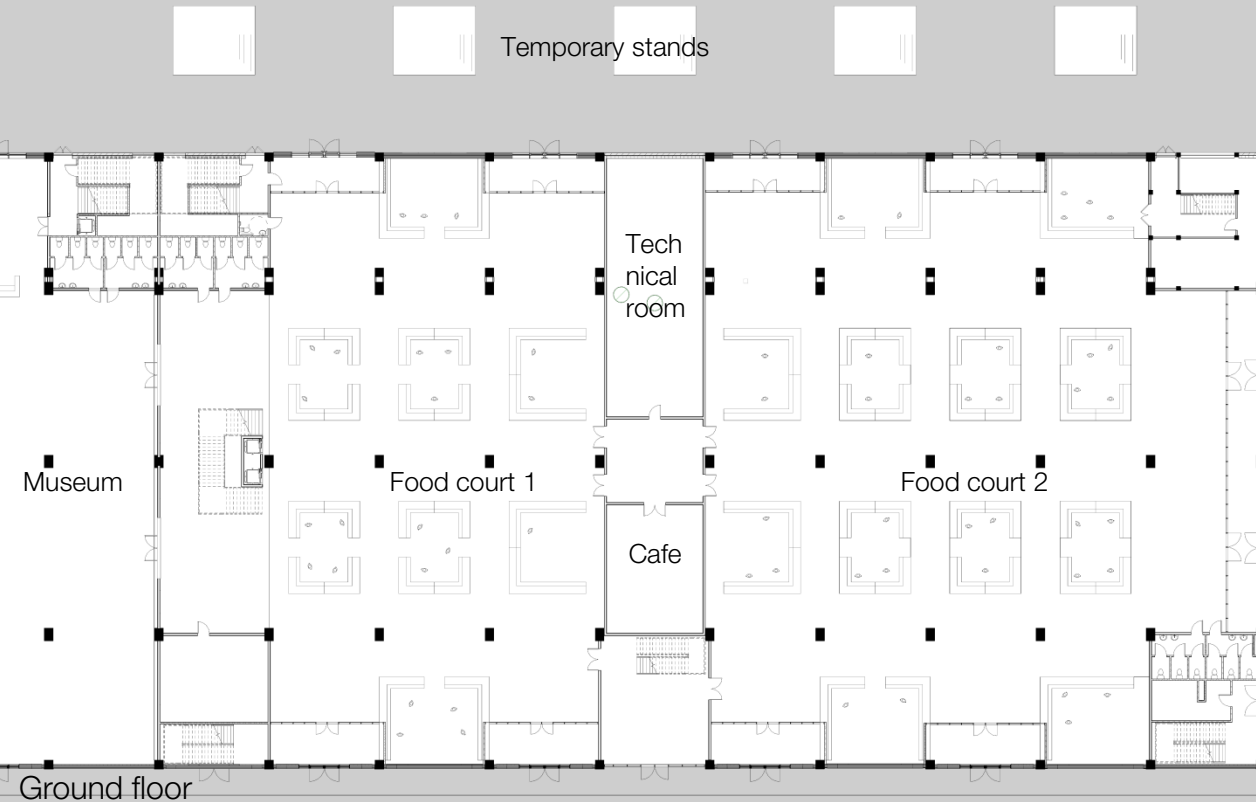 Temporary stands
Tech
nical
room
Museum
Food court 1
Food court 2
Cafe
Ground floor